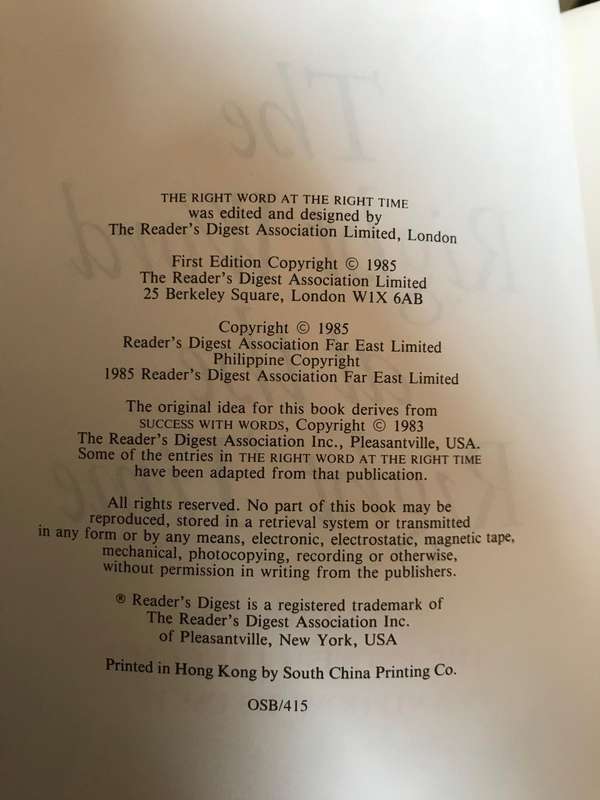 THE RIGHT WORD AT THE RIGHT TIME
was edited and designed by
The Reader's Digest Association Limited, London
First Edition Copyright © 1985
The Reader's Digest Association Limited
25 Berkeley Square, London W1X 6AB
Copyright © 1985
Reader's Digest Association Far East Limited
Philippine Copyright
1985 Reader's Digest Association Far East Limited
The original idea for this book derives from
SUCCESS WITH WORDS, Copyright © 1983
The Reader's Digest Association Inc., Pleasantville, USA.
Some of the entries in THE RIGHT WORD AT THE RIGHT TIME
have been adapted from that publication.
All rights reserved. No part of this book may be
reproduced, stored in a retrieval system or transmitted
in any form or by any means, electronic, electrostatic, magnetic tape,
mechanical, photocopying, recording or otherwise,
without permission in writing from the publishers.
® Reader's Digest is a registered trademark of
The Reader's Digest Association Inc.
of Pleasantville, New York, USA
Printed in Hong Kong by South China Printing Co.
OSB/415